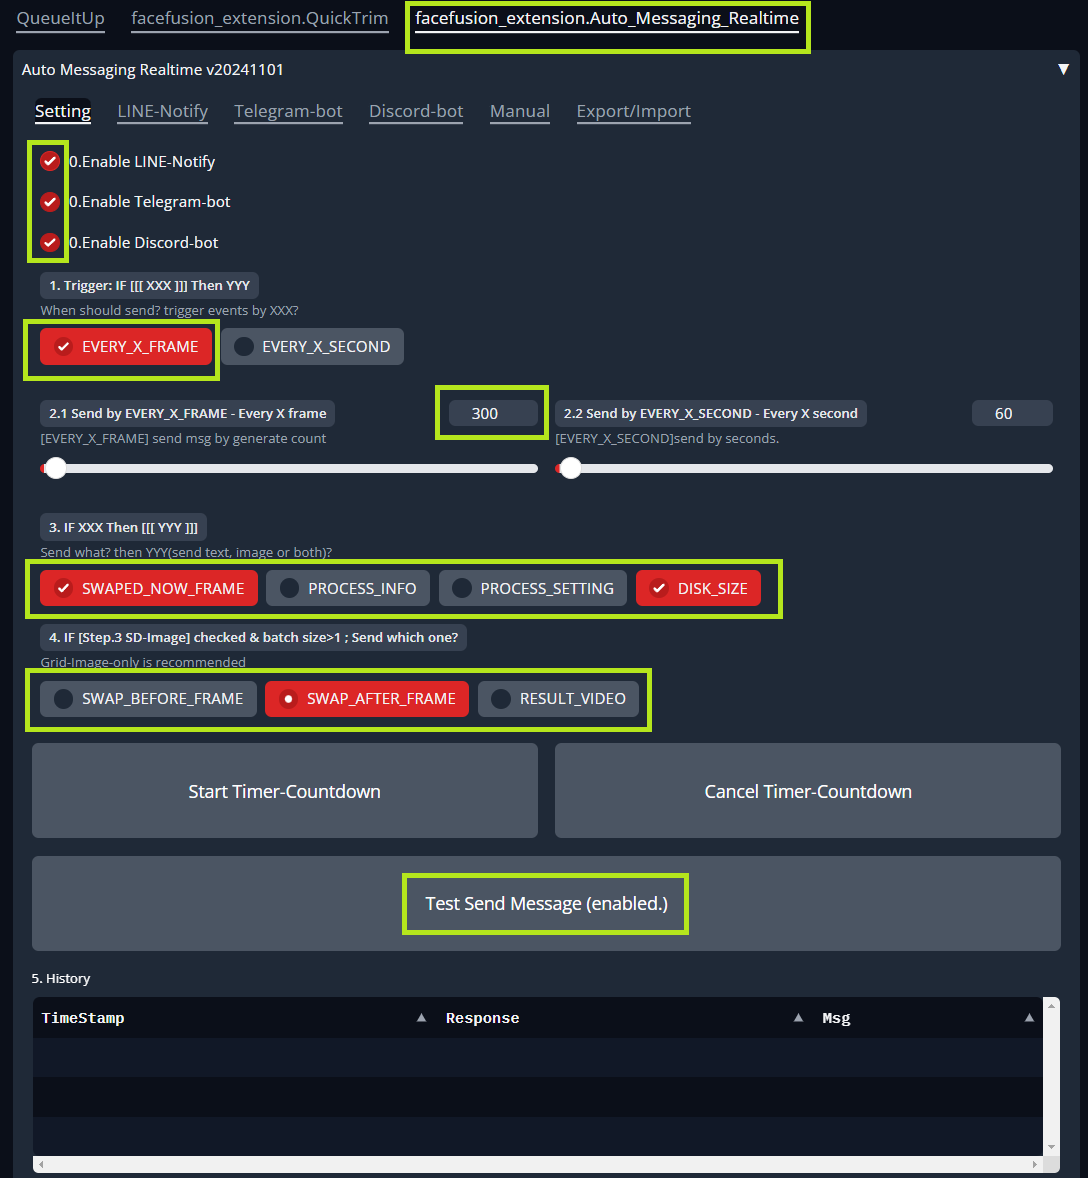 QueueItUp facefusion_extension.QuickTrim facefusion_extension.Auto_Messaging_Realtime
Auto Messaging Realtime v20241101 ▼
Setting LINE-Notify Telegram-bot Discord-bot Manual Export/Import
0.Enable LINE-Notify
0.Enable Telegram-bot
0.Enable Discord-bot
1. Trigger: IF [[[ XXX ]]] Then YYY
When should send? trigger events by XXX?
EVERY_X_FRAME EVERY_X_SECOND
2.1 Send by EVERY_X_FRAME - Every X frame 300 2.2 Send by EVERY_X_SECOND - Every X second 60
[EVERY_X_FRAME] send msg by generate count [EVERY_X_SECOND]send by seconds.
3. IF XXX Then [[[ YYY ]]]
Send what? then YYY(send text, image or both)?
SWAPED_NOW_FRAME PROCESS_INFO PROCESS_SETTING DISK_SIZE
4. IF [Step.3 SD-Image] checked & batch size>1 ; Send which one?
Grid-Image-only is recommended
SWAP_BEFORE_FRAME SWAP_AFTER_FRAME RESULT_VIDEO
Start Timer-Countdown Cancel Timer-Countdown
Test Send Message (enabled.)
5. History
TimeStamp ▲ Response ▲ Msg ▲